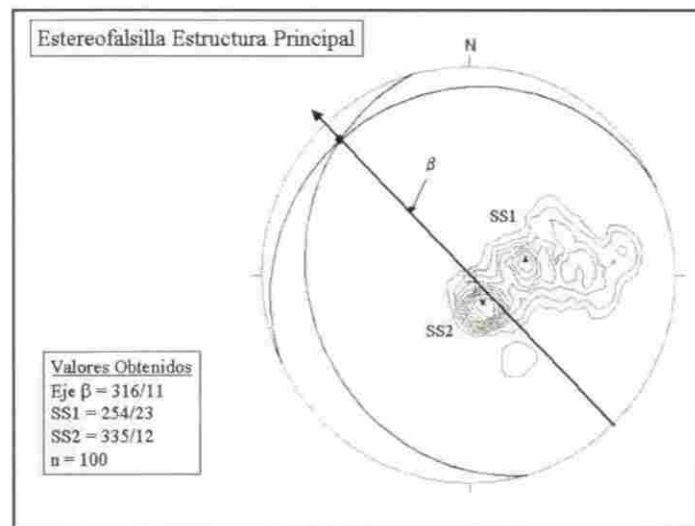 Estereofalsilla Estructura Principal
N
β
SS1
SS2
Valores Obtenidos
Eje β = 316/11
SS1 = 254/23
SS2 = 335/12
n = 100